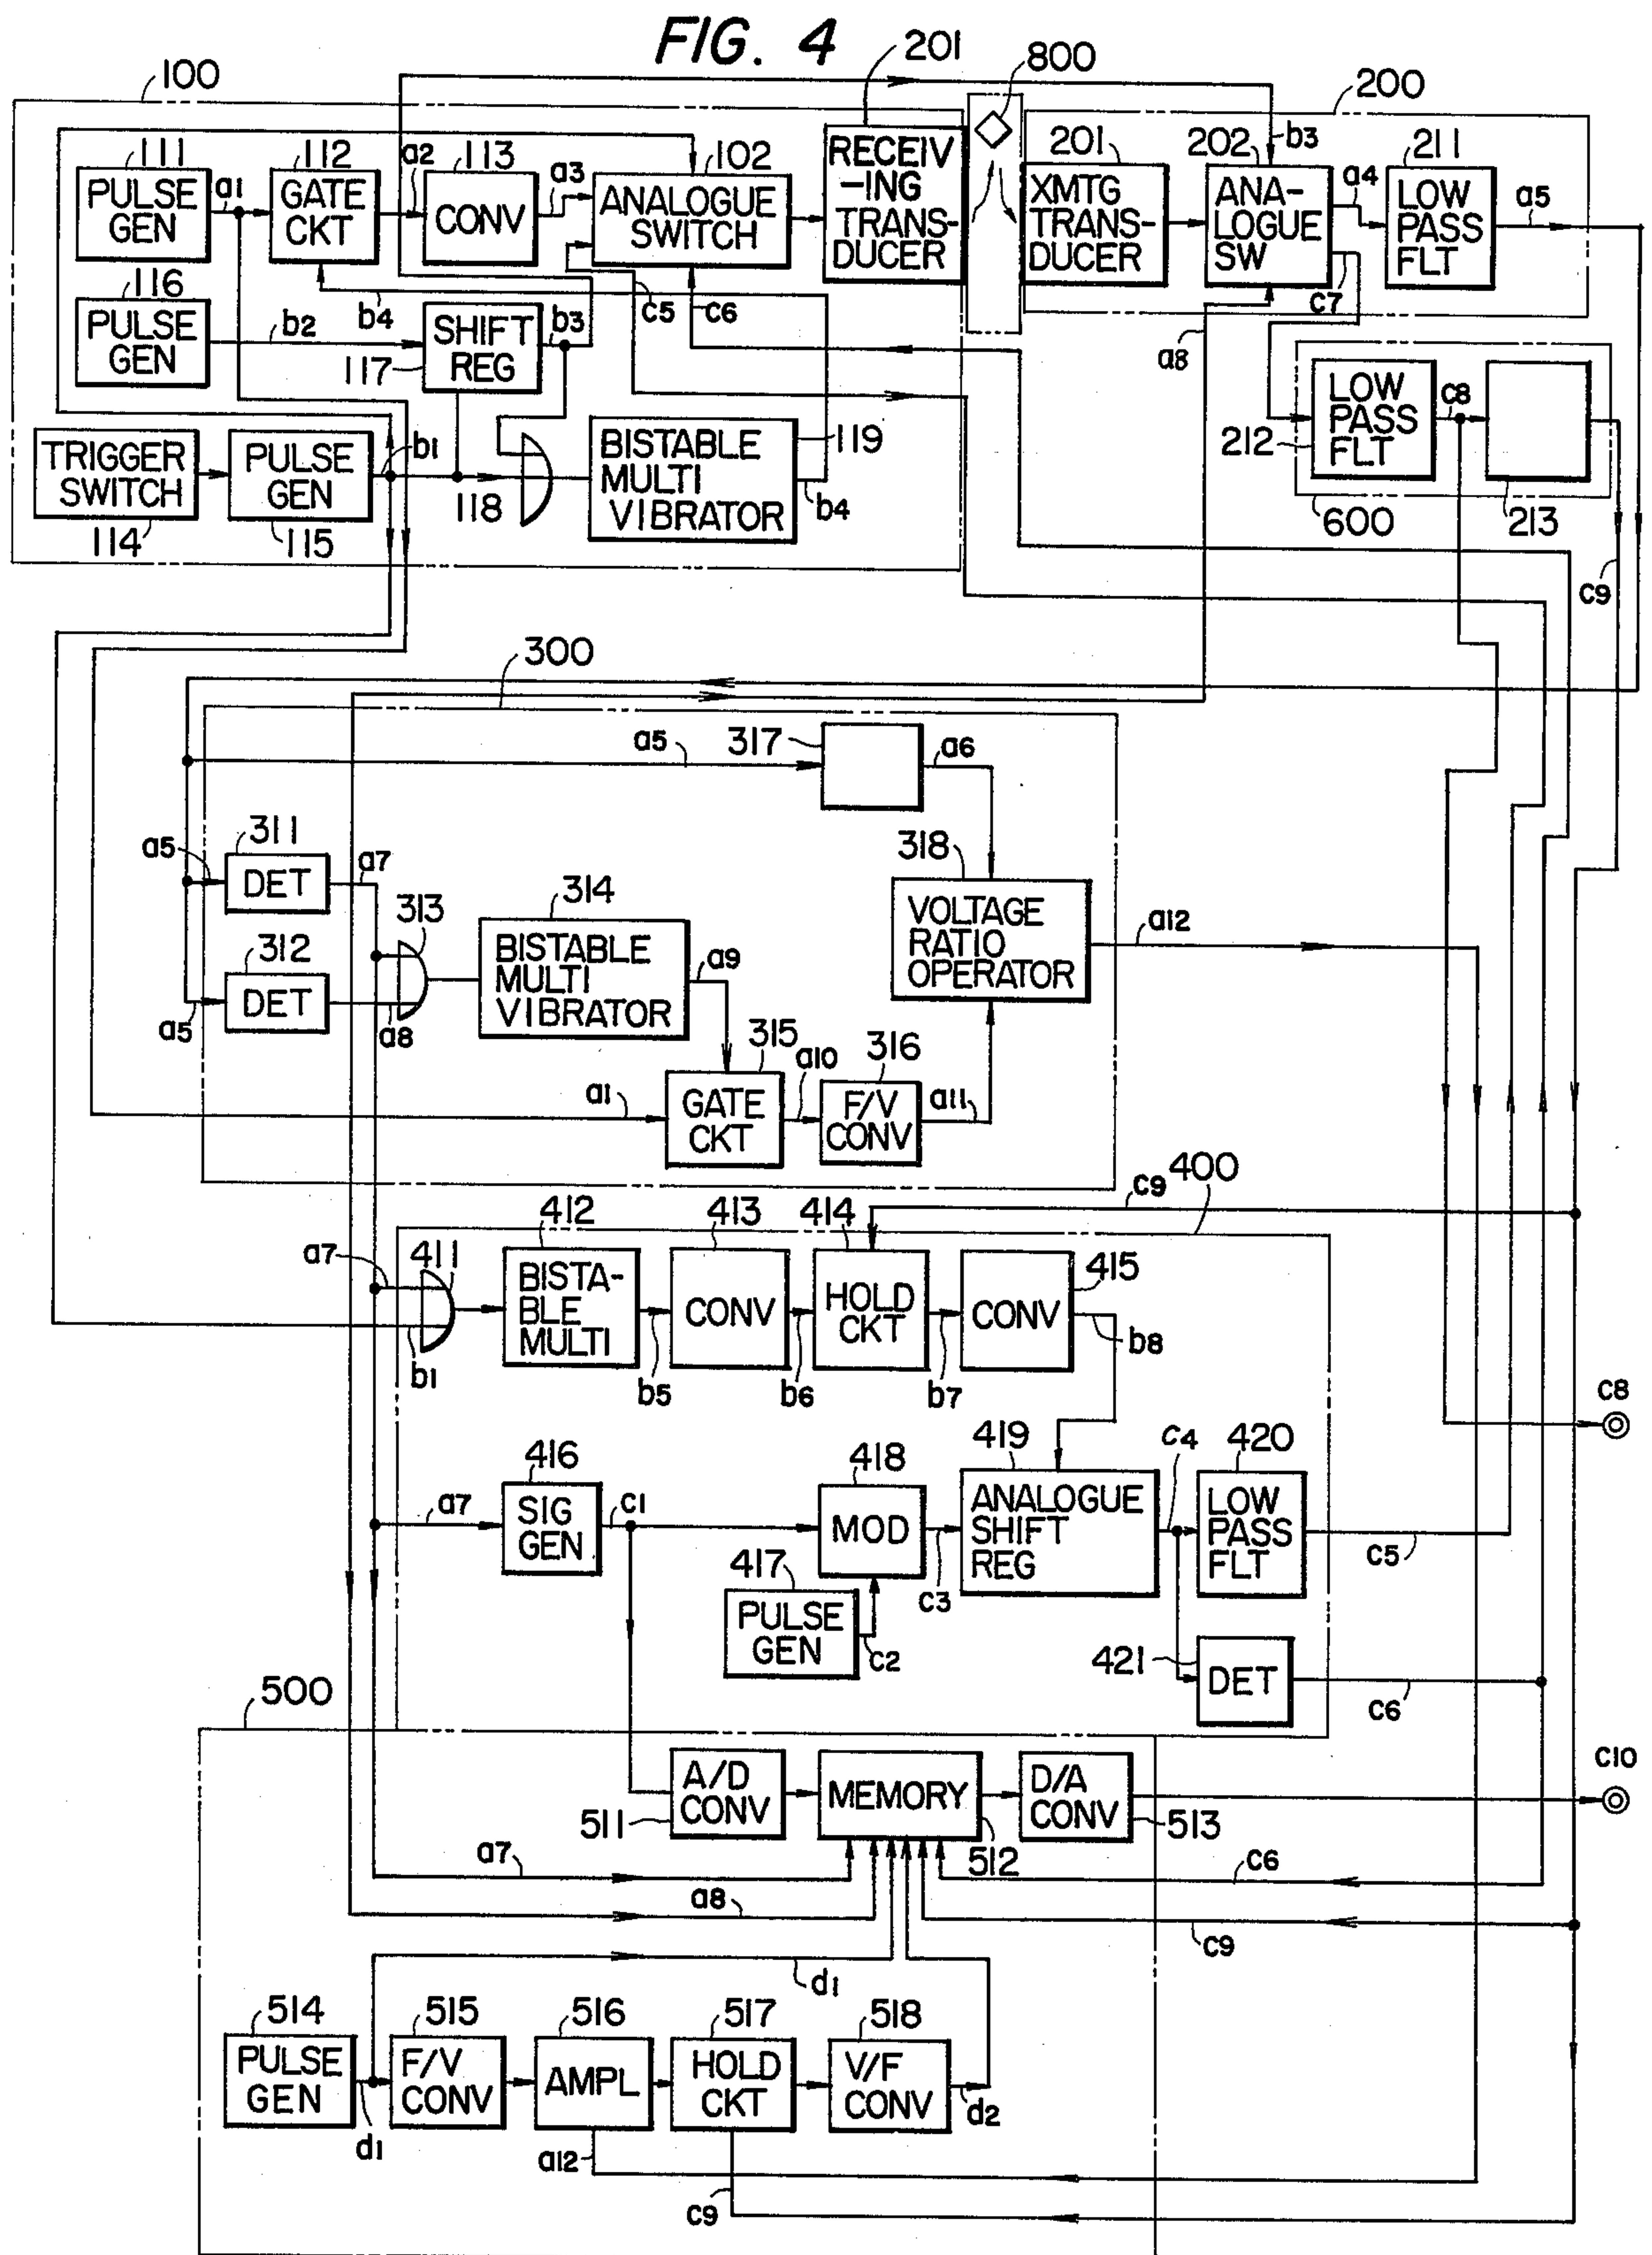 FIG. 4
100
201
800
200
111
112
a2
113
102
a3
201
202
b3
211
PULSE
GEN
a1
GATE
CKT
CONV
ANALOGUE
SWITCH
RECEIV
-ING
TRANS-
DUCER
XMTG
TRANS-
DUCER
ANA-
LOGUE
SW
a4
LOW
PASS
FLT
a5
116
PULSE
GEN
b2
b4
SHIFT
REG
b3
117
c5
c6
a8
c7
LOW
PASS
FLT
c8
212
TRIGGER
SWITCH
PULSE
GEN
b1
118
BISTABLE
MULTI
VIBRATOR
119
b4
114
115
600
213
c9
300
a5
317
a6
a5
311
DET
a7
318
VOLTAGE
RATIO
OPERATOR
a12
313
314
BISTABLE
MULTI
VIBRATOR
a9
312
DET
a5
a8
315
a10
316
a1
GATE
CKT
F/V
CONV
a11
400
c9
412
413
414
a7
411
BISTA-
BLE
MULTI
CONV
HOLD
CKT
CONV
415
b8
b1
b5
b6
b7
c8
416
418
419
c4
420
a7
SIG
GEN
c1
MOD
ANALOGUE
SHIFT
REG
LOW
PASS
FLT
c5
417
PULSE
GEN
c2
c3
421
DET
c6
500
A/D
CONV
MEMORY
D/A
CONV
c10
511
512
513
a7
c6
a8
c9
d1
514
515
516
517
518
PULSE
GEN
F/V
CONV
AMPL
HOLD
CKT
V/F
CONV
d1
d2
a12
c9